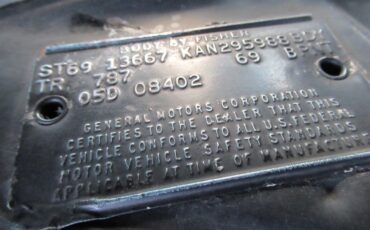 BODY BY FISHER
ST69 13667 KAN295988 BDY
TR 787 69 B PNT
05D 08402
GENERAL MOTORS CORPORATION
CERTIFIES TO THE DEALER THAT THIS
VEHICLE CONFORMS TO ALL U.S. FEDERAL
MOTOR VEHICLE SAFETY STANDARDS
APPLICABLE AT TIME OF MANUFACTURE